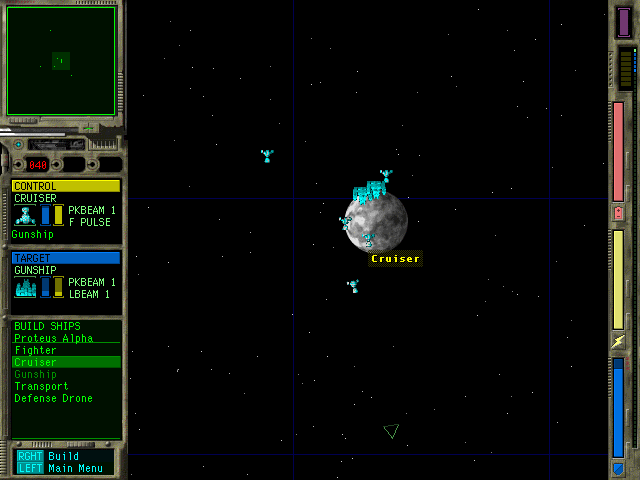 040
CONTROL
CRUISER
PKBEAM 1
F PULSE
Gunship
TARGET
GUNSHIP
PKBEAM 1
LBEAM 1
BUILD SHIPS
Proteus Alpha
Fighter
Cruiser
Gunship
Transport
Defense Drone
RGHT Build
LEFT Main Menu
Cruiser